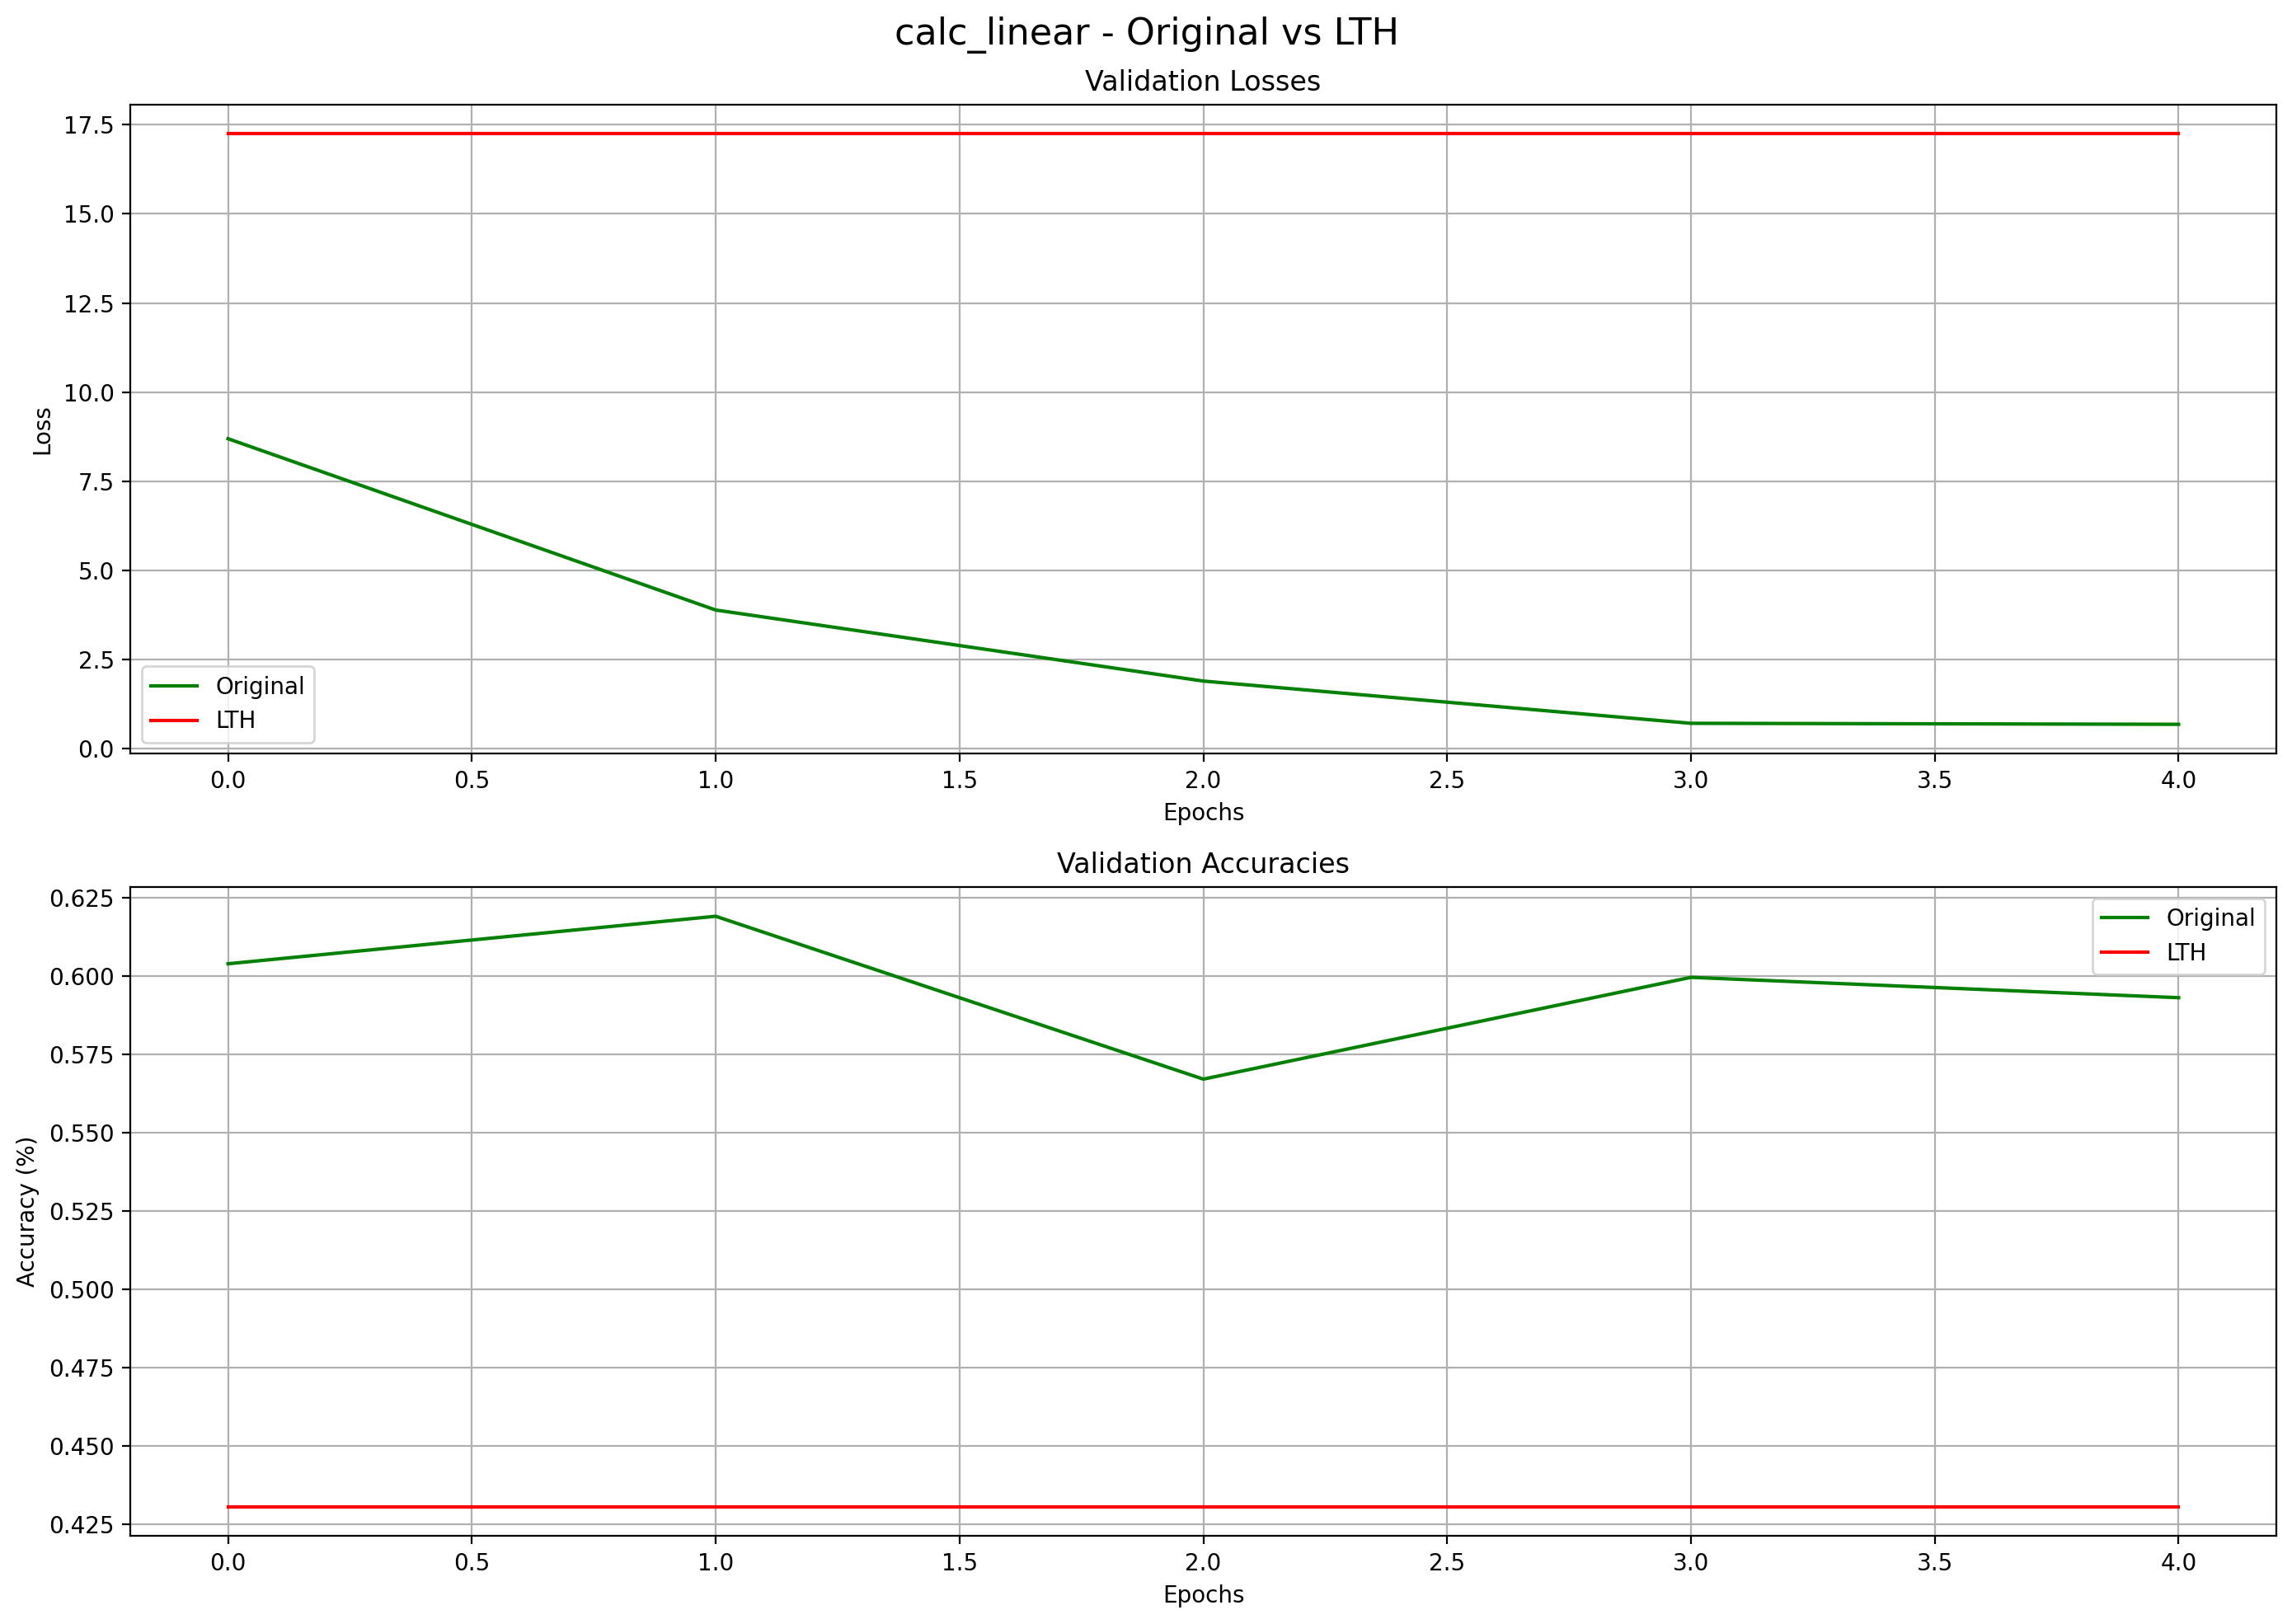 calc_linear - Original vs LTH
Validation Losses
17.5
15.0
12.5
10.0
7.5
5.0
2.5
0.0
Loss
Original
LTH
0.0 0.5 1.0 1.5 2.0 2.5 3.0 3.5 4.0
Epochs
Validation Accuracies
0.625
0.600
0.575
0.550
0.525
0.500
0.475
0.450
0.425
Accuracy (%)
Original
LTH
0.0 0.5 1.0 1.5 2.0 2.5 3.0 3.5 4.0
Epochs